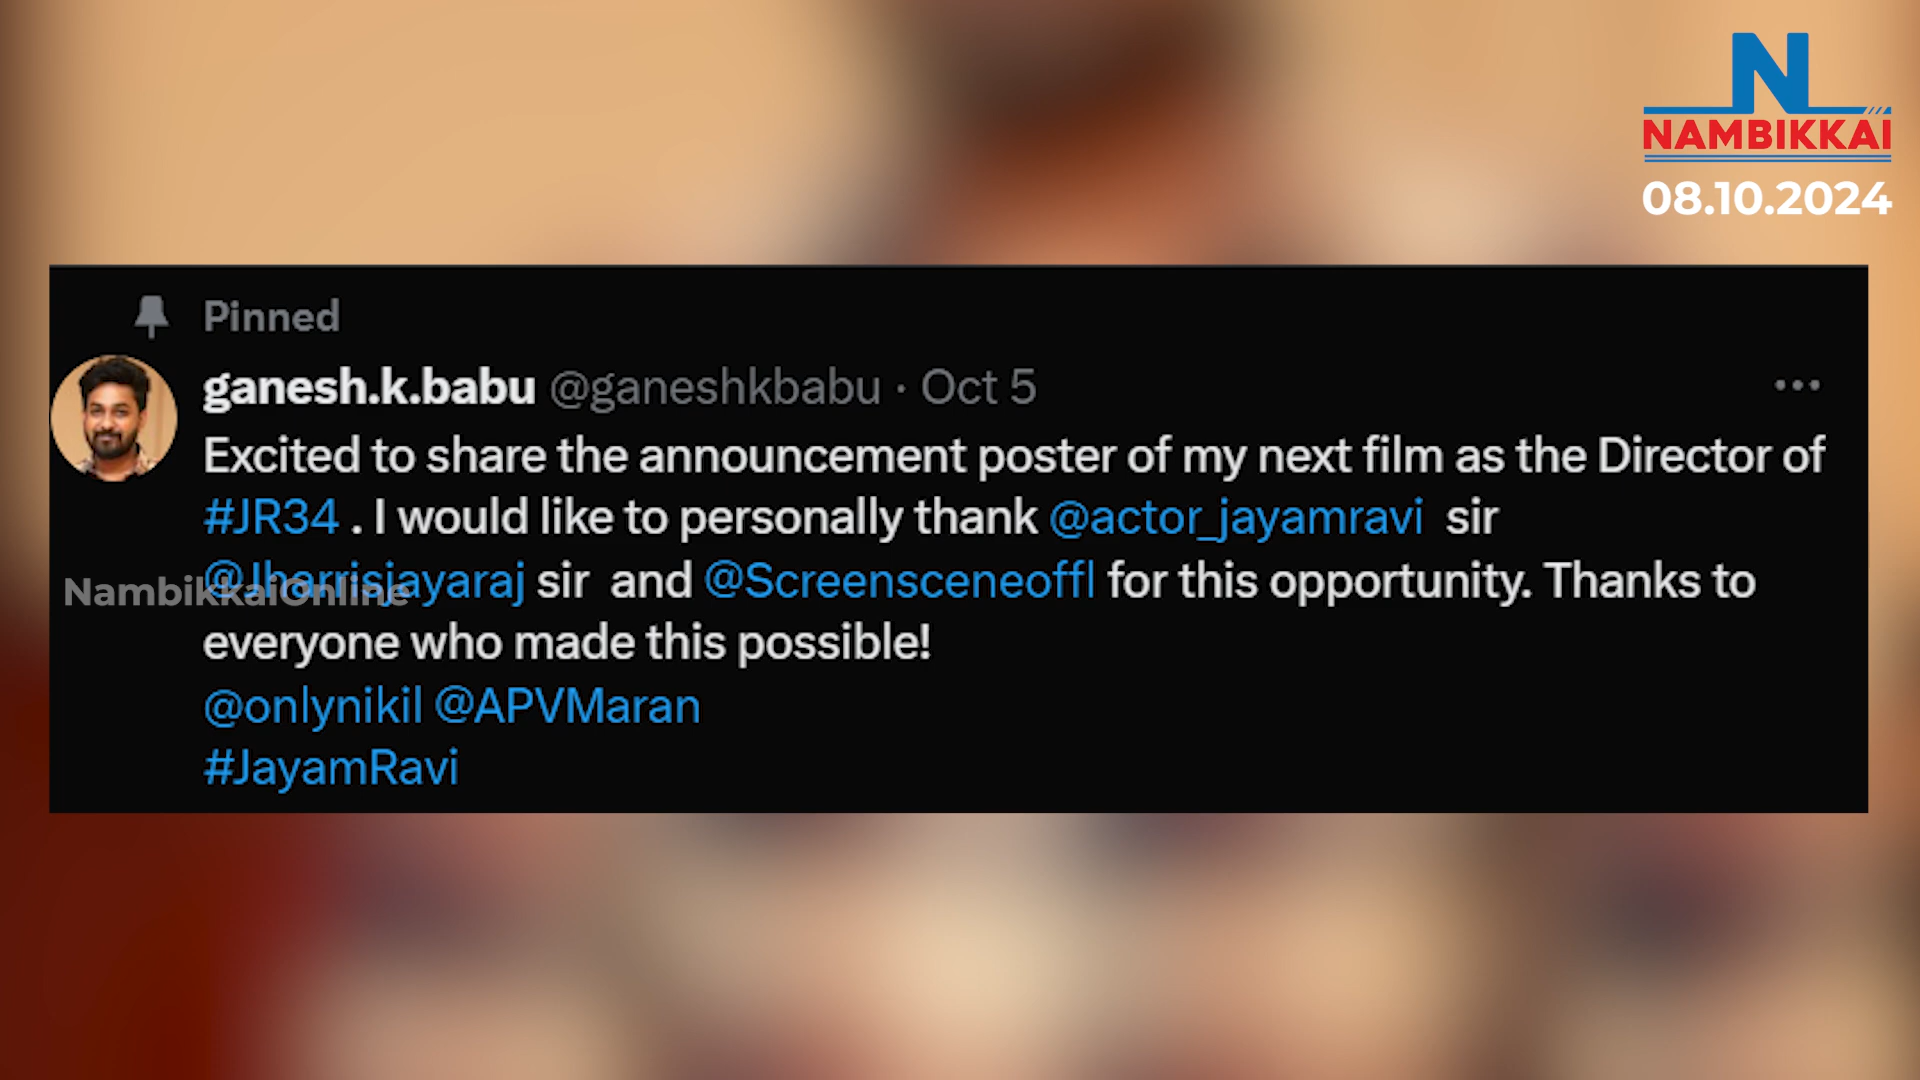 N
NAMBIKKAI
08.10.2024
Pinned
ganesh.k.babu @ganeshkbabu · Oct 5
Excited to share the announcement poster of my next film as the Director of
#JR34 . I would like to personally thank @actor_jayamravi sir
@Jharrisjayaraj sir and @Screensceneoffl for this opportunity. Thanks to
everyone who made this possible!
@onlynikil @APVMaran
#JayamRavi
NambikkaiOnline